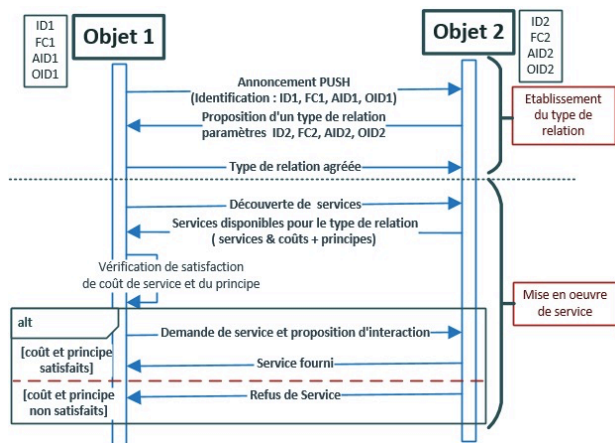 ID1
FC1
AID1
OID1
Objet 1
Objet 2
ID2
FC2
AID2
OID2
Annoncement PUSH
(Identification : ID1, FC1, AID1, OID1)
Proposition d'un type de relation
paramètres ID2, FC2, AID2, OID2
Type de relation agréée
Etablissement
du type de
relation
Découverte de services
Services disponibles pour le type de relation
( services & coûts + principes)
Vérification de satisfaction
de coût de service et du principe
Mise en oeuvre
de service
alt
Demande de service et proposition d'interaction
[coût et principe
satisfaits]
Service fourni
[coût et principe
non satisfaits]
Refus de Service